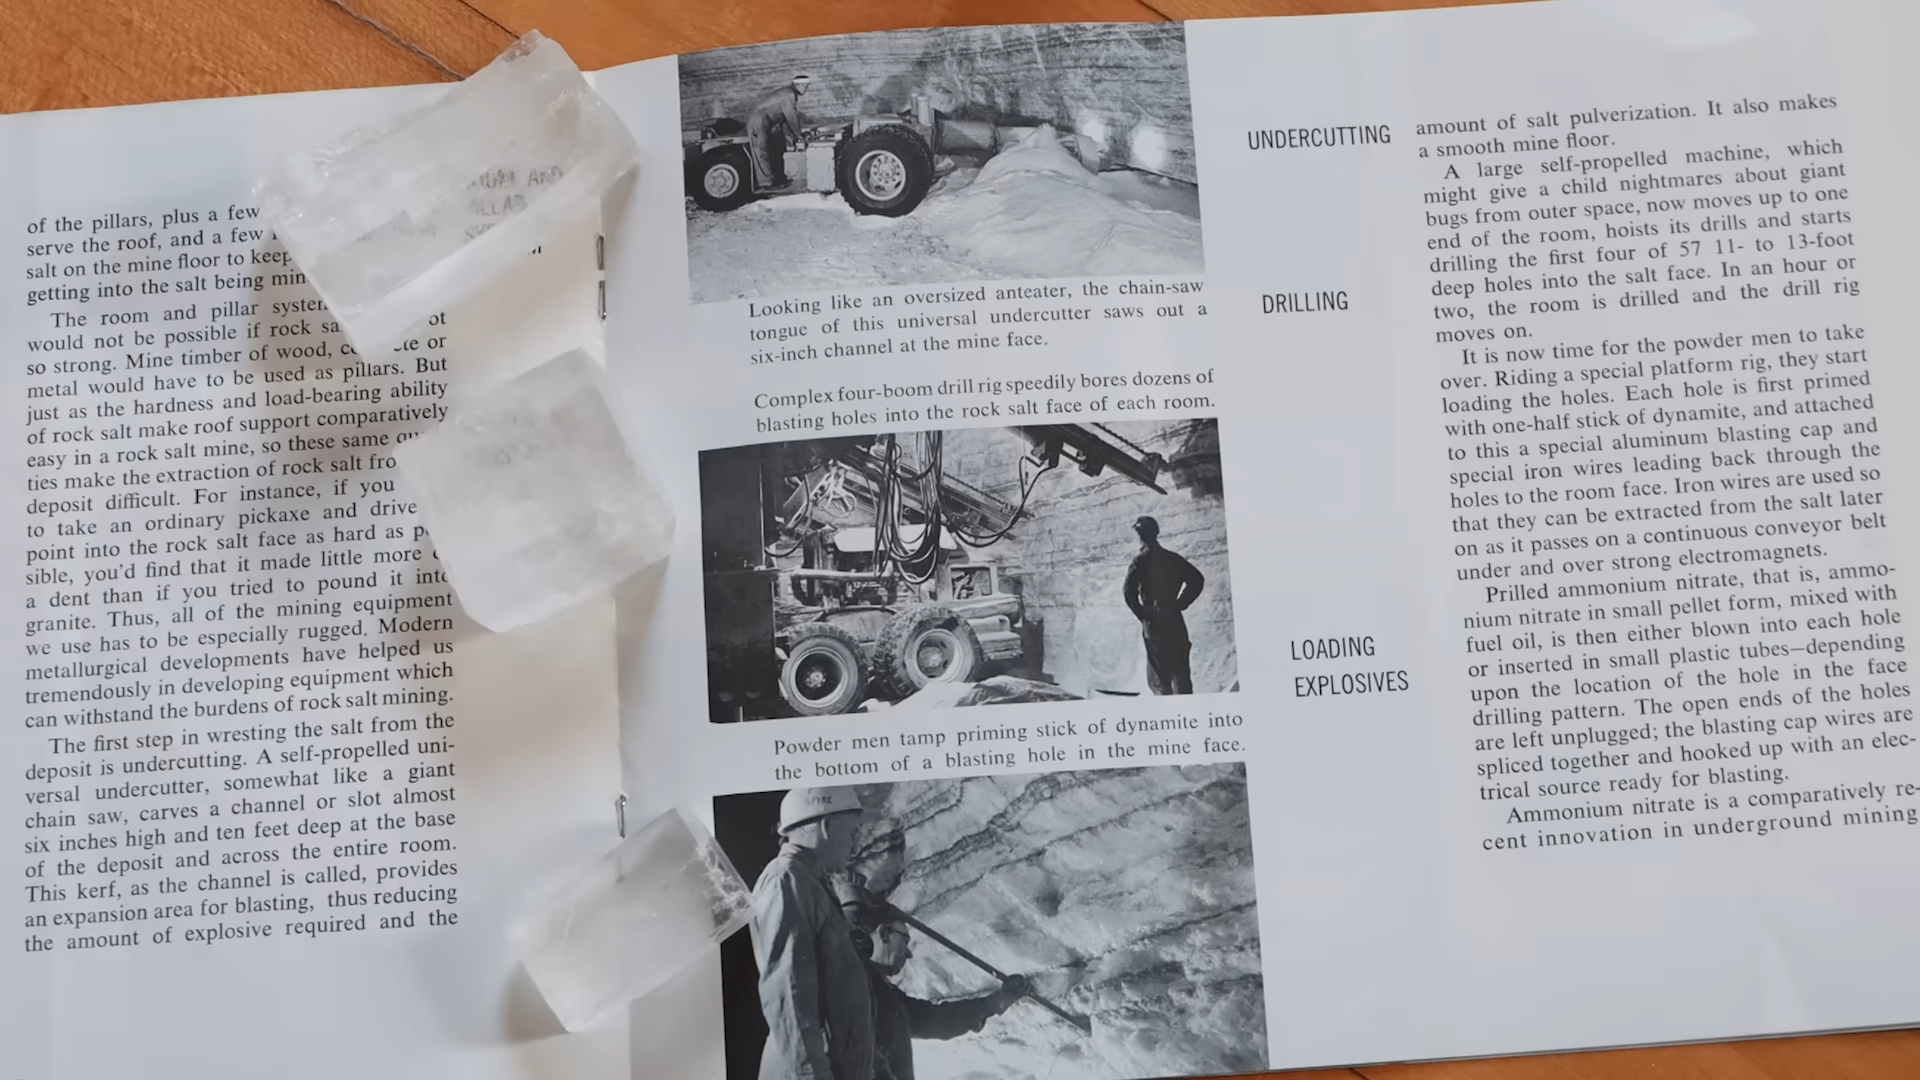 of the pillars, plus a few
serve the roof, and a few
salt on the mine floor to keep
getting into the salt being min
The room and pillar system
would not be possible if rock sa ot
so strong. Mine timber of wood, or
metal would have to be used as pillars. But
just as the hardness and load-bearing ability
of rock salt make roof support comparatively
easy in a rock salt mine, so these same
ties make the extraction of rock salt fro
deposit difficult. For instance, if you
to take an ordinary pickaxe and drive
point into the rock salt face as hard as p
sible, you'd find that it made little more
a dent than if you tried to pound it into
granite. Thus, all of the mining equipment
we use has to be especially rugged. Modern
metallurgical developments have helped us
tremendously in developing equipment which
can withstand the burdens of rock salt mining.
The first step in wresting the salt from the
deposit is undercutting. A self-propelled uni-
versal undercutter, somewhat like a giant
chain saw, carves a channel or slot almost
six inches high and ten feet deep at the base
of the deposit and across the entire room.
This kerf, as the channel is called, provides
an expansion area for blasting, thus reducing
the amount of explosive required and the
AND
Looking like an oversized anteater, the chain-saw
tongue of this universal undercutter saws out a
six-inch channel at the mine face.
Complex four-boom drill rig speedily bores dozens of
blasting holes into the rock salt face of each room.
Powder men tamp priming stick of dynamite into
the bottom of a blasting hole in the mine face.
UNDERCUTTING
DRILLING
LOADING
EXPLOSIVES
amount of salt pulverization. It also makes
a smooth mine floor.
A large self-propelled machine, which
might give a child nightmares about giant
bugs from outer space, now moves up to one
end of the room, hoists its drills and starts
drilling the first four of 57 11- to 13-foot
deep holes into the salt face. In an hour or
two, the room is drilled and the drill rig
moves on.
It is now time for the powder men to take
over. Riding a special platform rig, they start
loading the holes. Each hole is first primed
with one-half stick of dynamite, and attached
to this a special aluminum blasting cap and
special iron wires leading back through the
holes to the room face. Iron wires are used so
that they can be extracted from the salt later
on as it passes on a continuous conveyor belt
under and over strong electromagnets.
Prilled ammonium nitrate, that is, ammo-
nium nitrate in small pellet form, mixed with
fuel oil, is then either blown into each hole
or inserted in small plastic tubes—depending
upon the location of the hole in the face
drilling pattern. The open ends of the holes
are left unplugged; the blasting cap wires are
spliced together and hooked up with an elec-
trical source ready for blasting.
Ammonium nitrate is a comparatively re-
cent innovation in underground mining